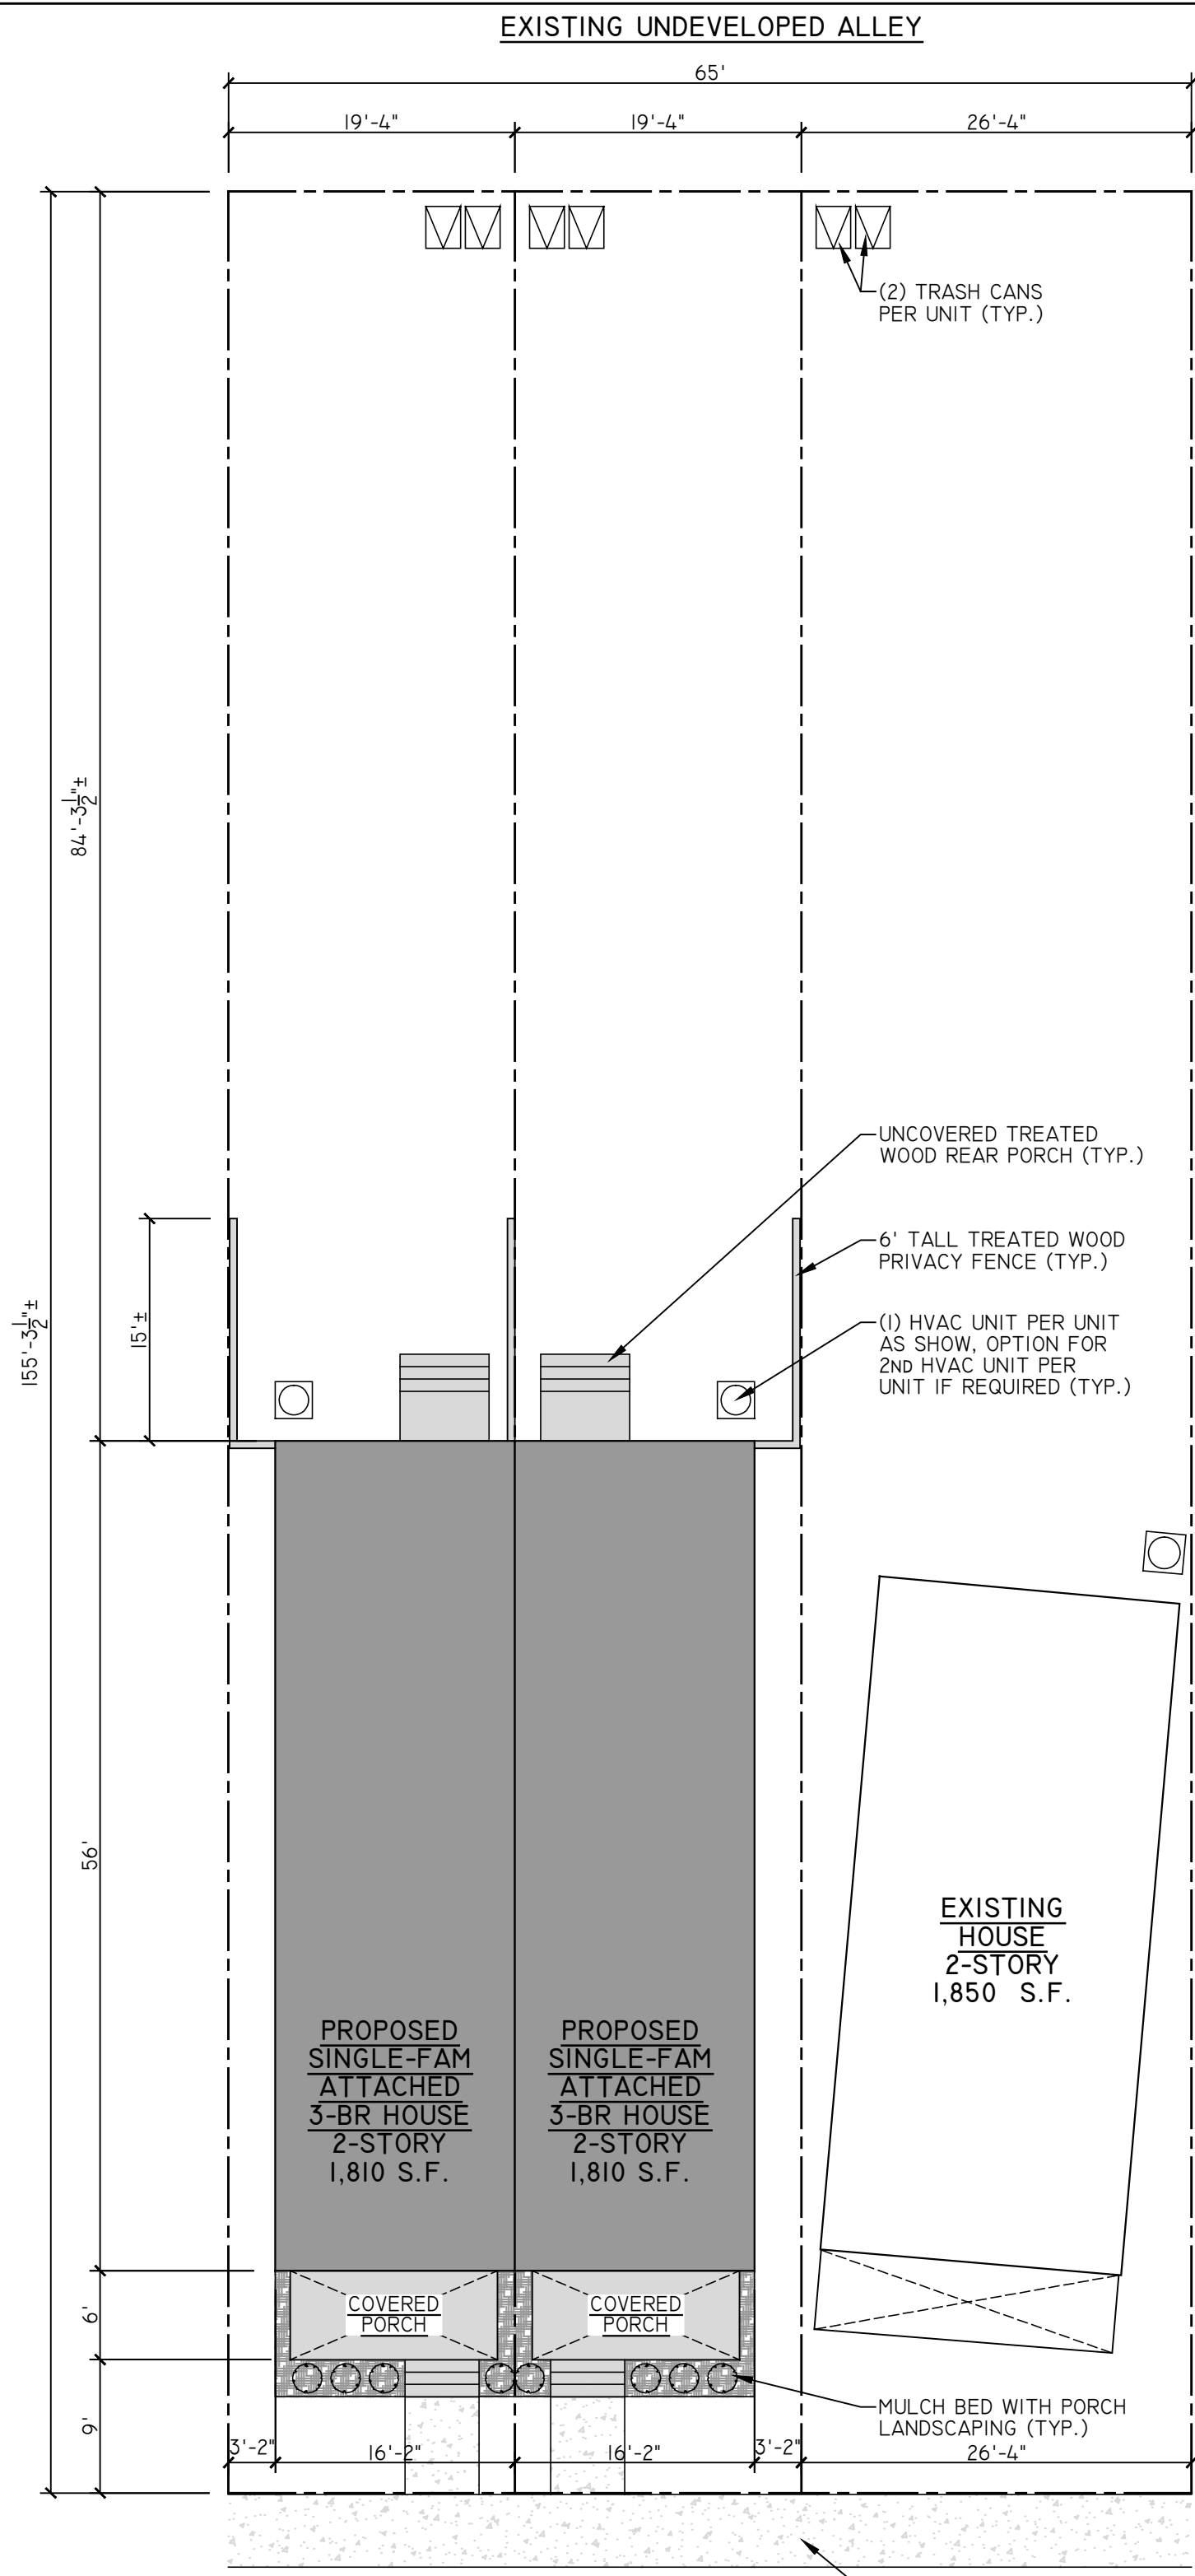 EXISTING UNDEVELOPED ALLEY
65'
19'-4"
19'-4"
26'-4"
(2) TRASH CANS
PER UNIT (TYP.)
84'-3 1/2"±
155'-3 1/2"±
15'±
UNCOVERED TREATED
WOOD REAR PORCH (TYP.)
6' TALL TREATED WOOD
PRIVACY FENCE (TYP.)
(1) HVAC UNIT PER UNIT
AS SHOW, OPTION FOR
2ND HVAC UNIT PER
UNIT IF REQUIRED (TYP.)
56'
EXISTING
HOUSE
2-STORY
1,850 S.F.
PROPOSED
SINGLE-FAM
ATTACHED
3-BR HOUSE
2-STORY
1,810 S.F.
PROPOSED
SINGLE-FAM
ATTACHED
3-BR HOUSE
2-STORY
1,810 S.F.
6'
COVERED
PORCH
COVERED
PORCH
9'
MULCH BED WITH PORCH
LANDSCAPING (TYP.)
3'-2"
16'-2"
16'-2"
3'-2"
26'-4"